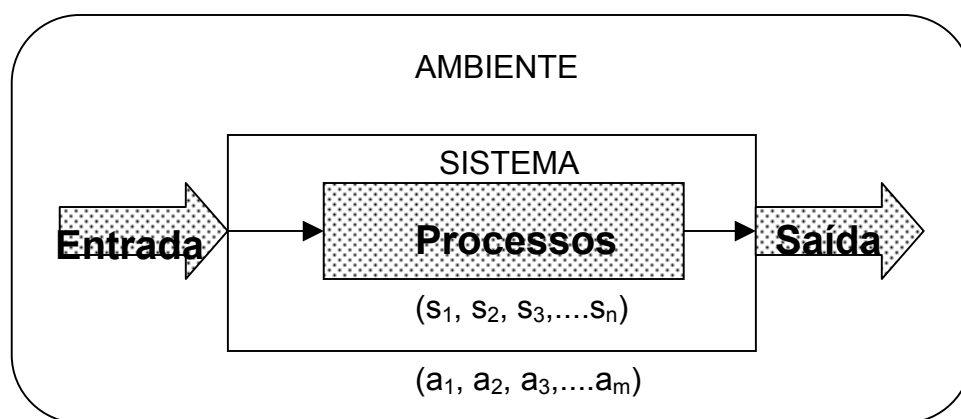 AMBIENTE
SISTEMA
Entrada
Processos
Saída
(s₁, s₂, s₃,....sₙ)
(a₁, a₂, a₃,....aₘ)